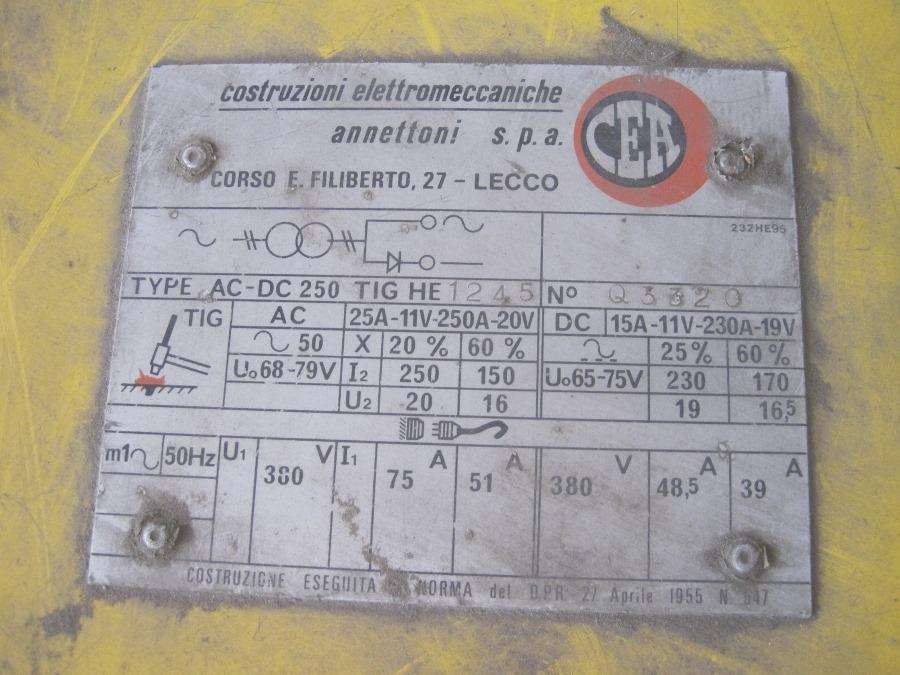 costruzioni elettromeccaniche
annettoni s.p.a.
CEA
CORSO E. FILIBERTO, 27 - LECCO
232HE95
TYPE AC-DC 250 TIG HE 1245 Nº Q3320
TIG AC 25A-11V-250A-20V DC 15A-11V-230A-19V
50 X 20 % 60 % 25% 60 %
U₀68-79V I₂ 250 150 U₀65-75V 230 170
U₂ 20 16 19 16,5
m1~ 50Hz U₁ V I₁ A A V A A
380 75 51 380 48,5 39
COSTRUZIONE ESEGUITA NORMA del D.P.R. 27 Aprile 1955 N 547